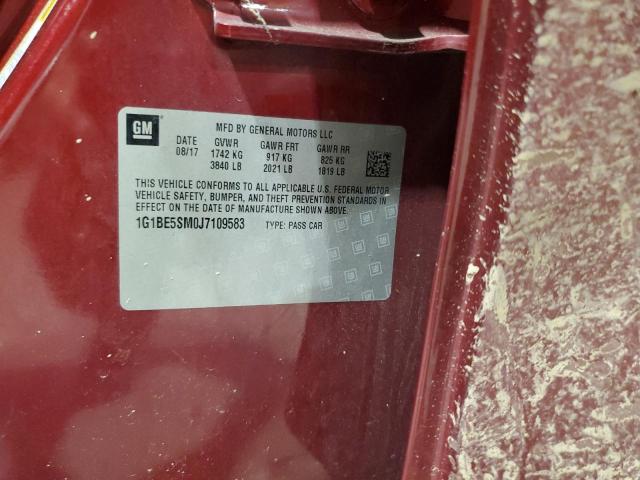 GM
MFD BY GENERAL MOTORS LLC
DATE GVWR GAWR FRT GAWR RR
08/17 1742 KG 917 KG 825 KG
3840 LB 2021 LB 1819 LB
THIS VEHICLE CONFORMS TO ALL APPLICABLE U.S. FEDERAL MOTOR
VEHICLE SAFETY, BUMPER, AND THEFT PREVENTION STANDARDS IN
EFFECT ON THE DATE OF MANUFACTURE SHOWN ABOVE.
1G1BE5SM0J7109583 TYPE: PASS CAR